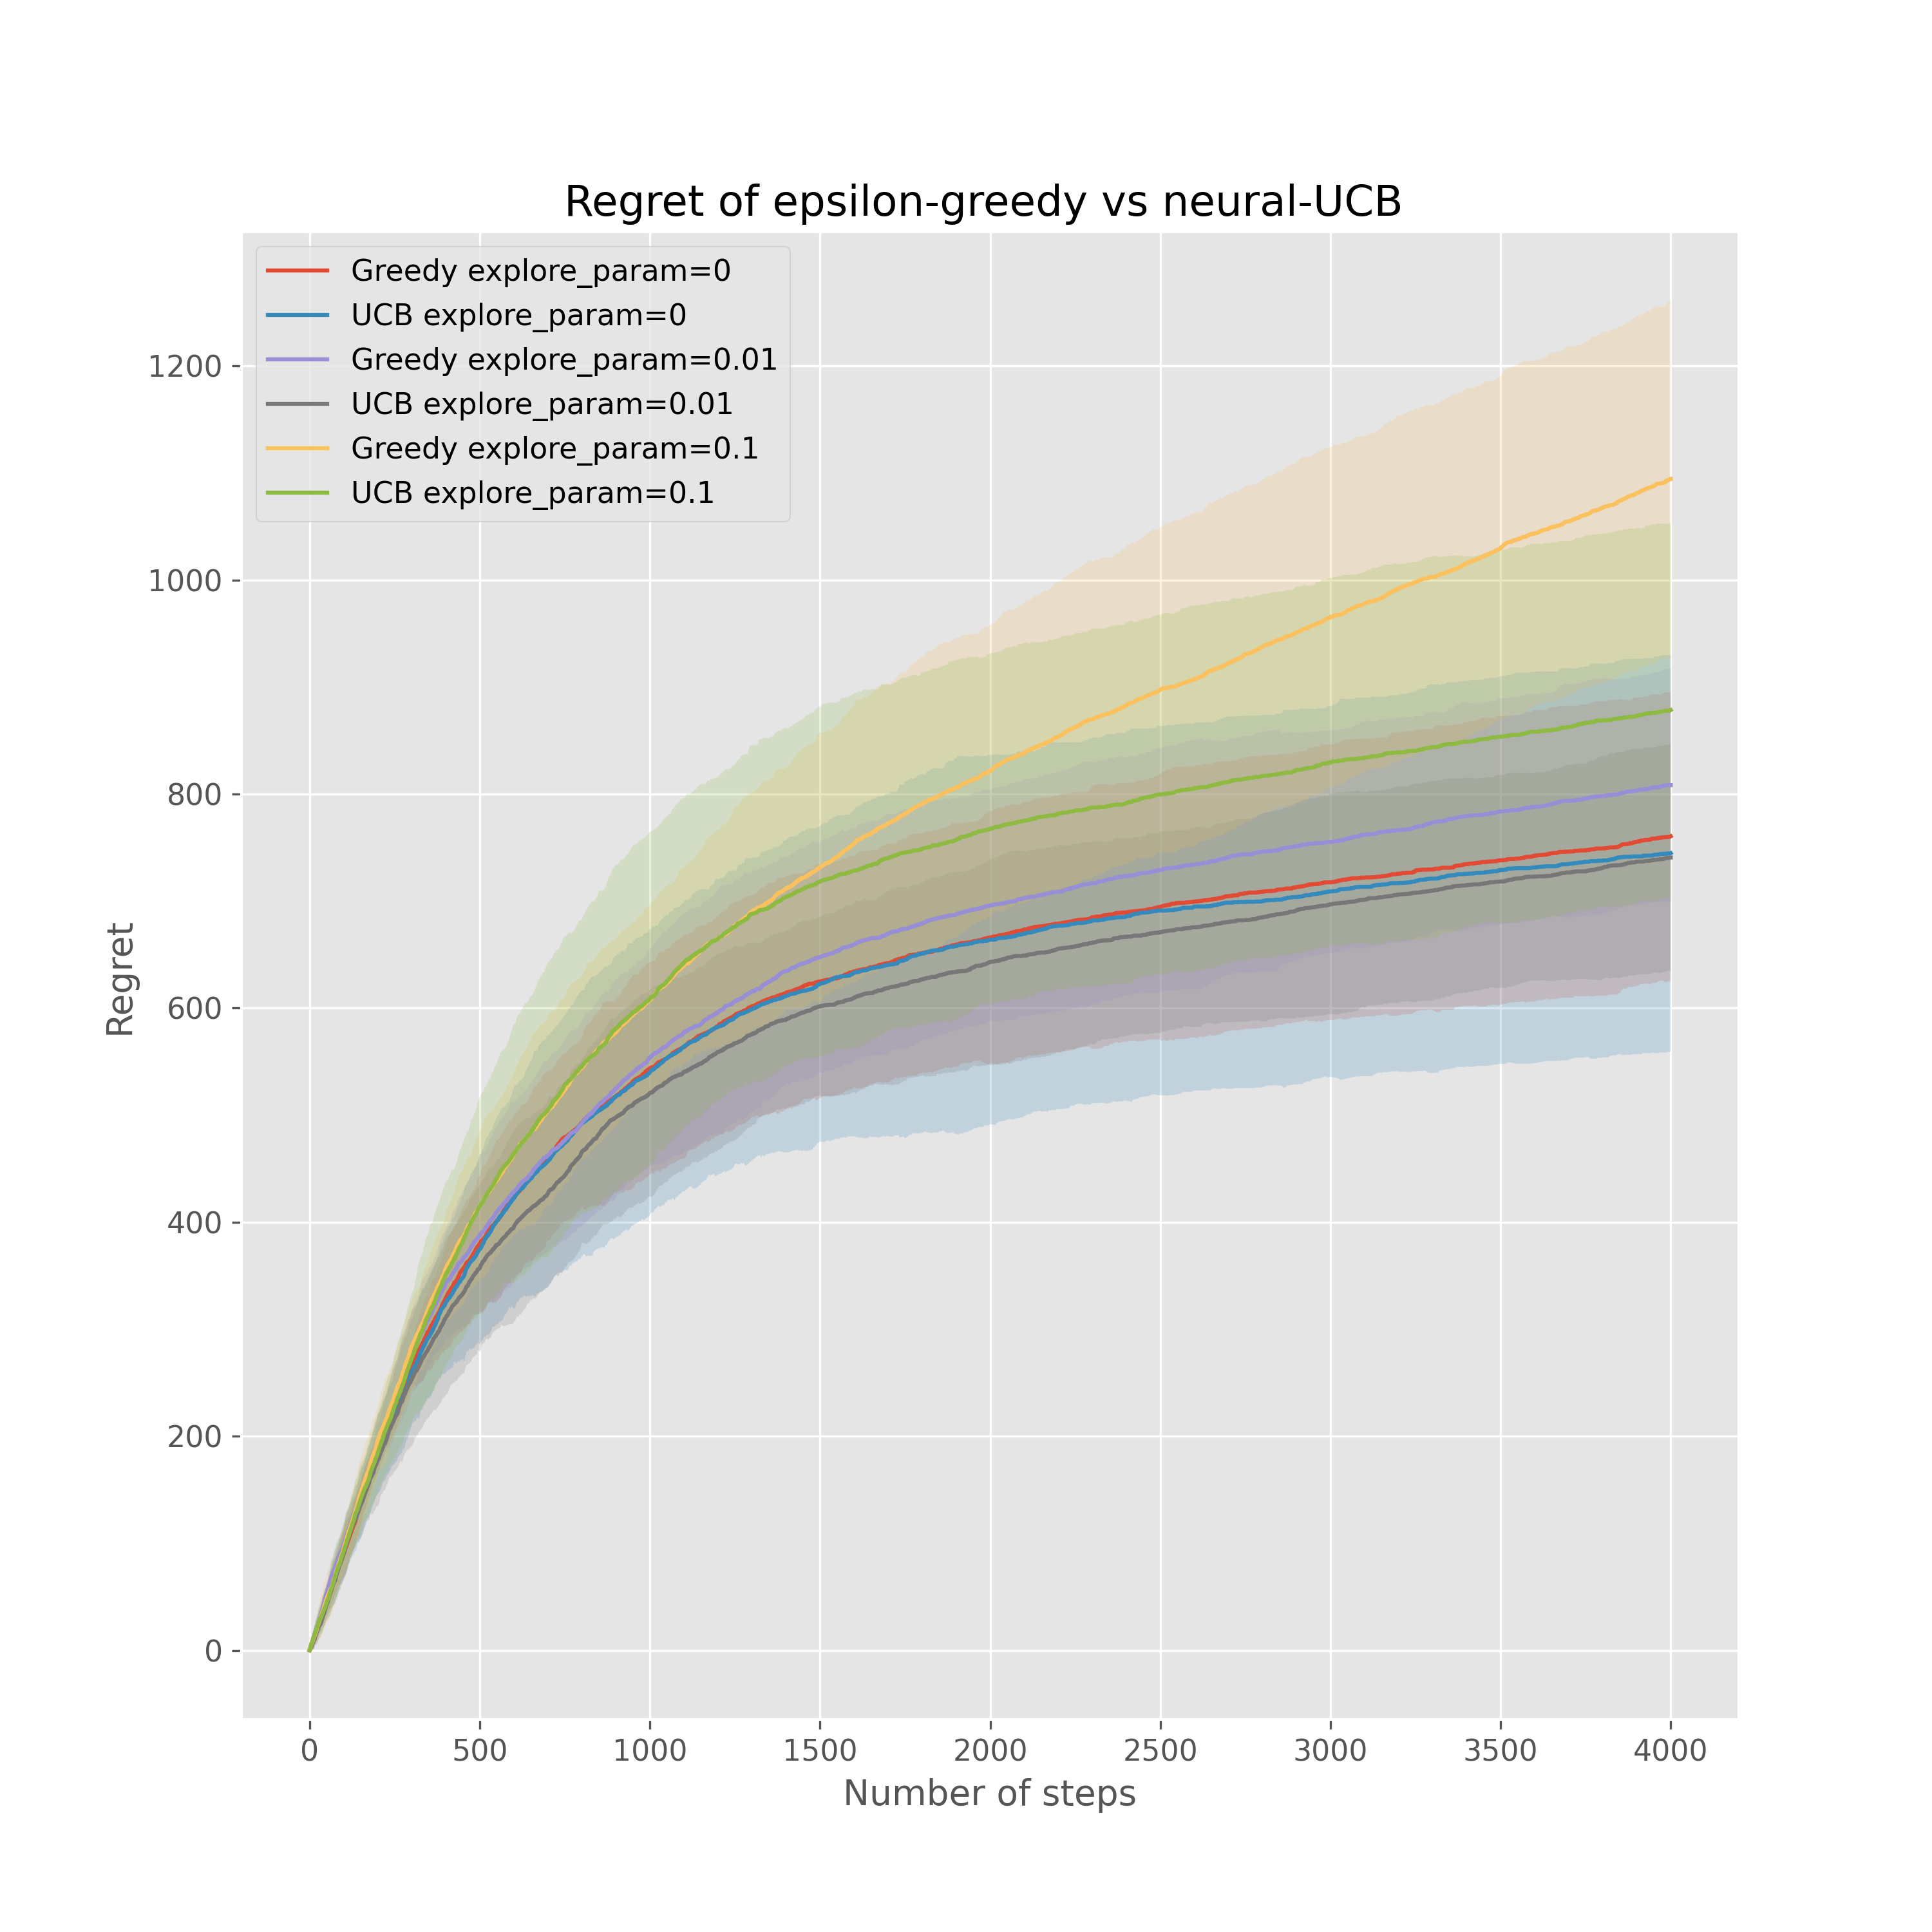 Regret of epsilon-greedy vs neural-UCB
Greedy explore_param=0
UCB explore_param=0
Greedy explore_param=0.01
UCB explore_param=0.01
Greedy explore_param=0.1
UCB explore_param=0.1
1200
1000
800
600
400
200
0
Regret
0 500 1000 1500 2000 2500 3000 3500 4000
Number of steps